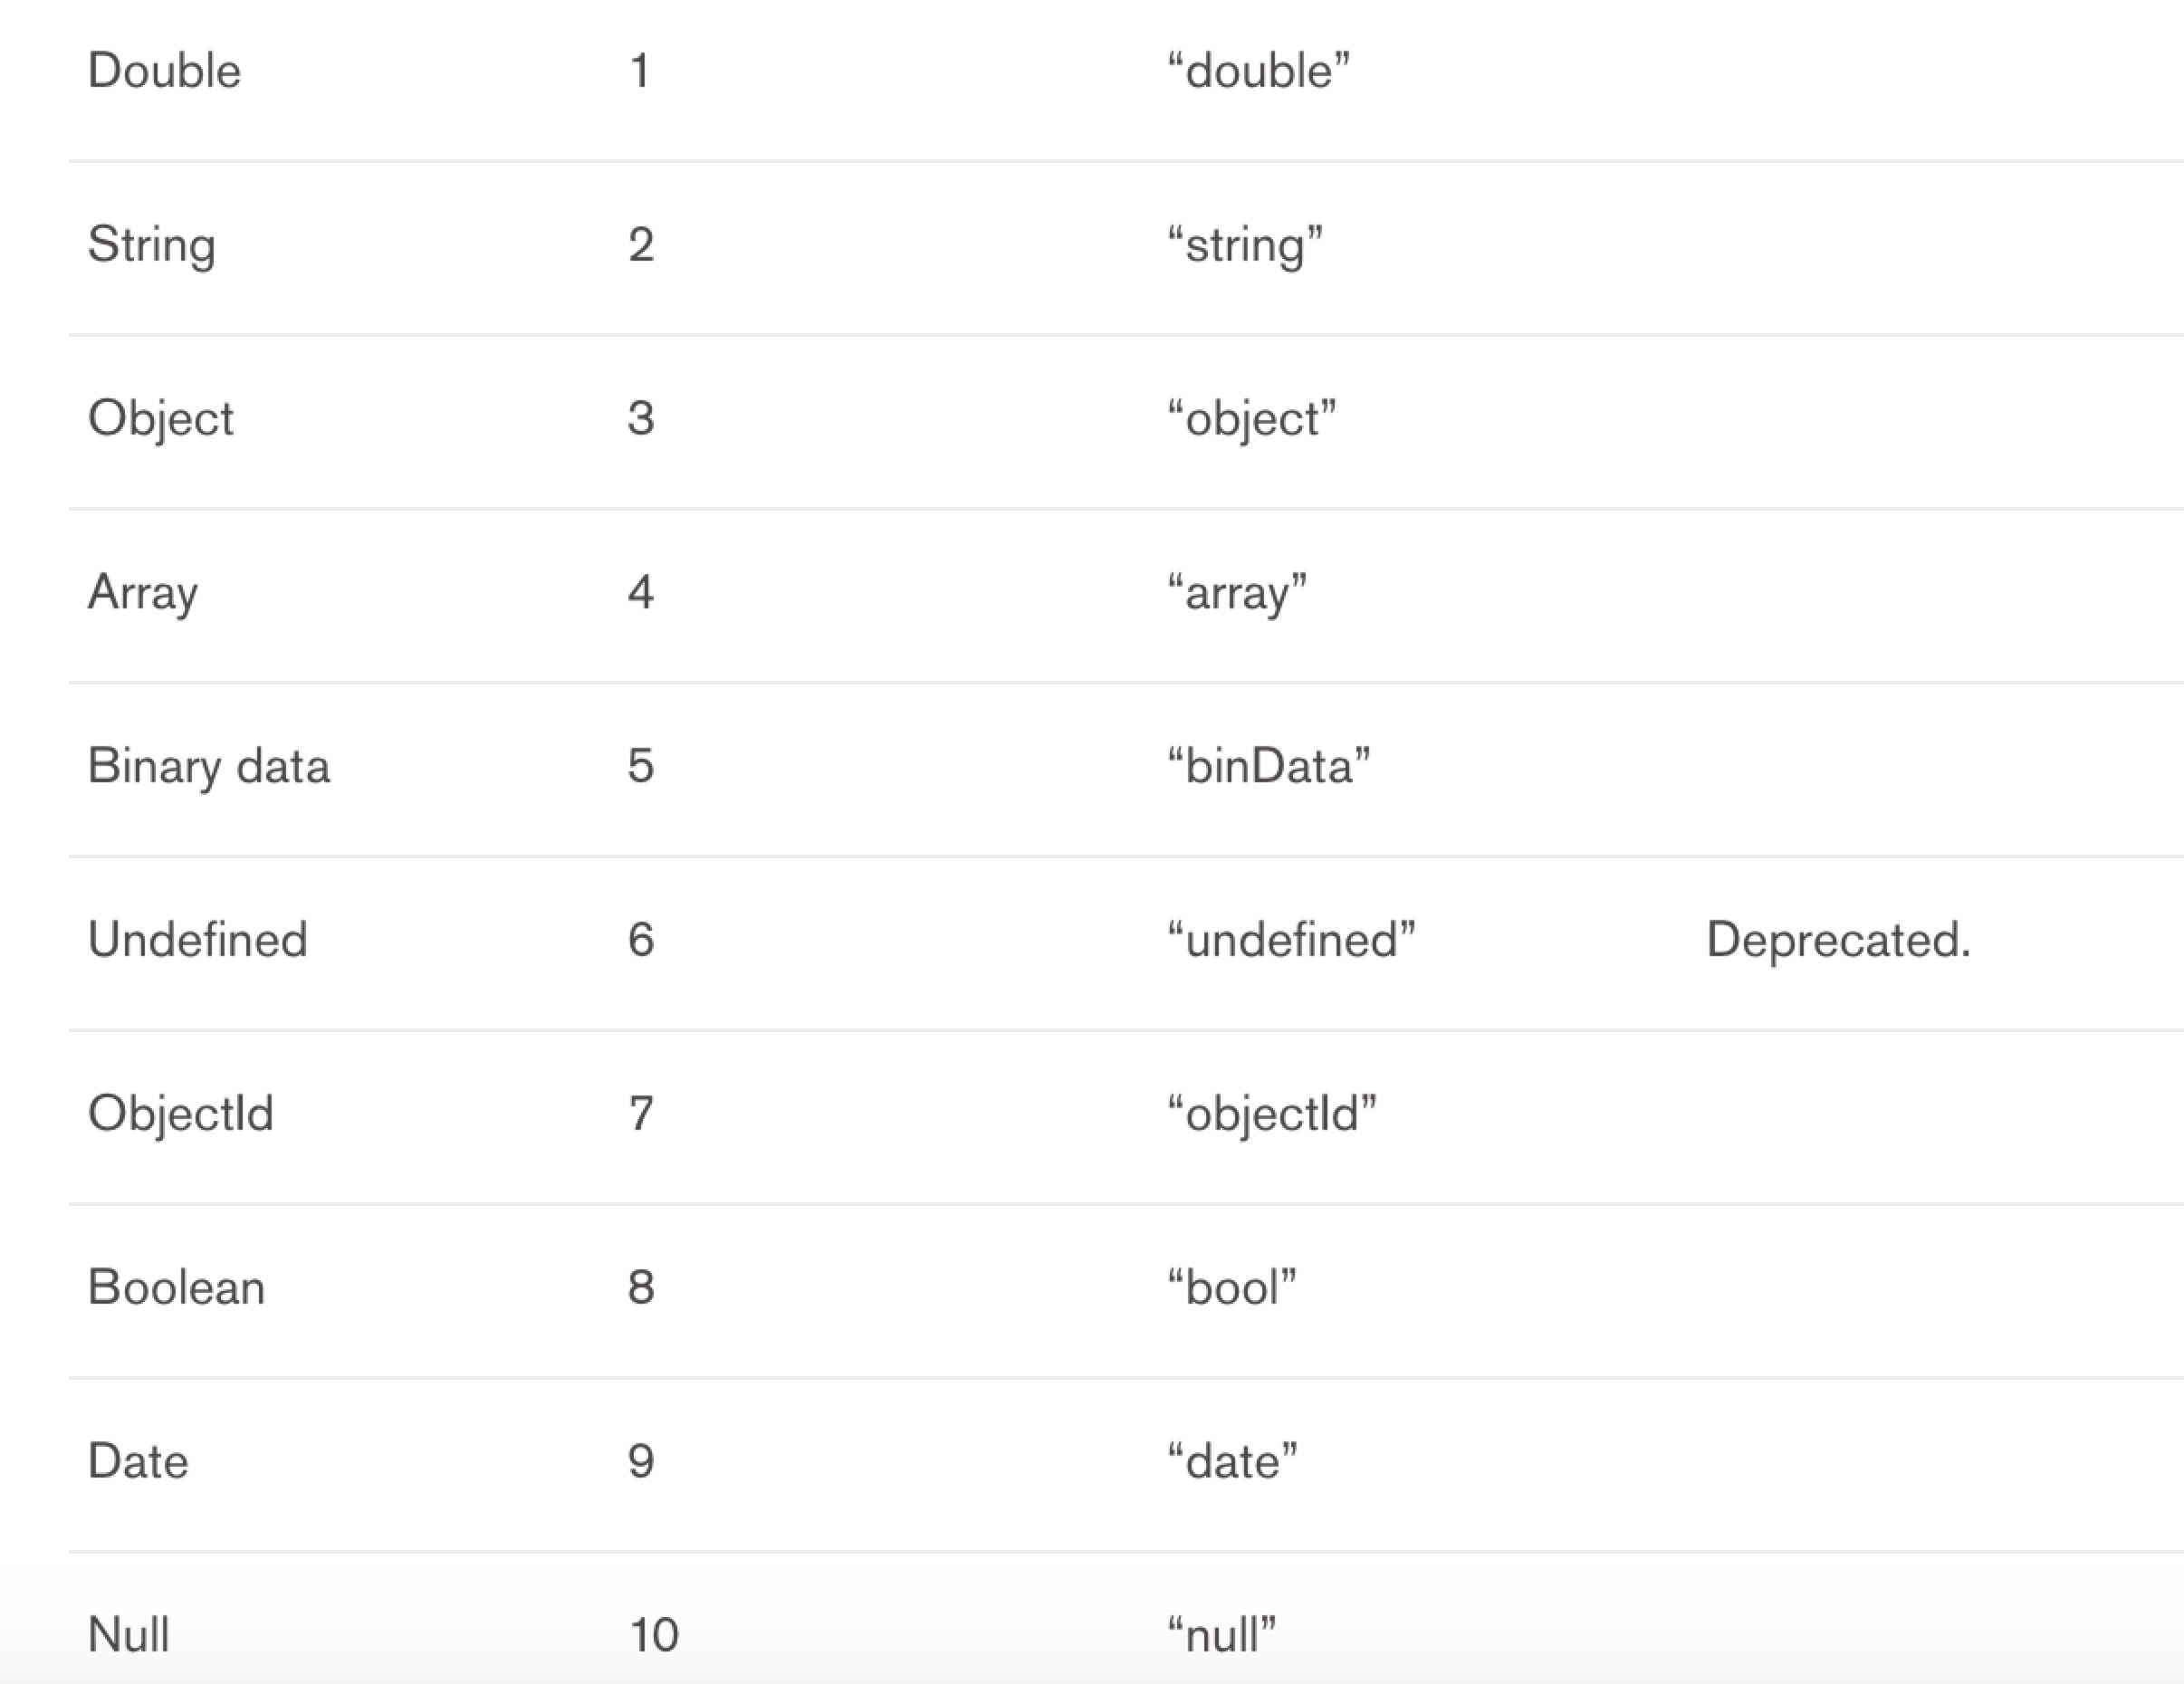 Double 1 “double”
String 2 “string”
Object 3 “object”
Array 4 “array”
Binary data 5 “binData”
Undefined 6 “undefined” Deprecated.
ObjectId 7 “objectId”
Boolean 8 “bool”
Date 9 “date”
Null 10 “null”